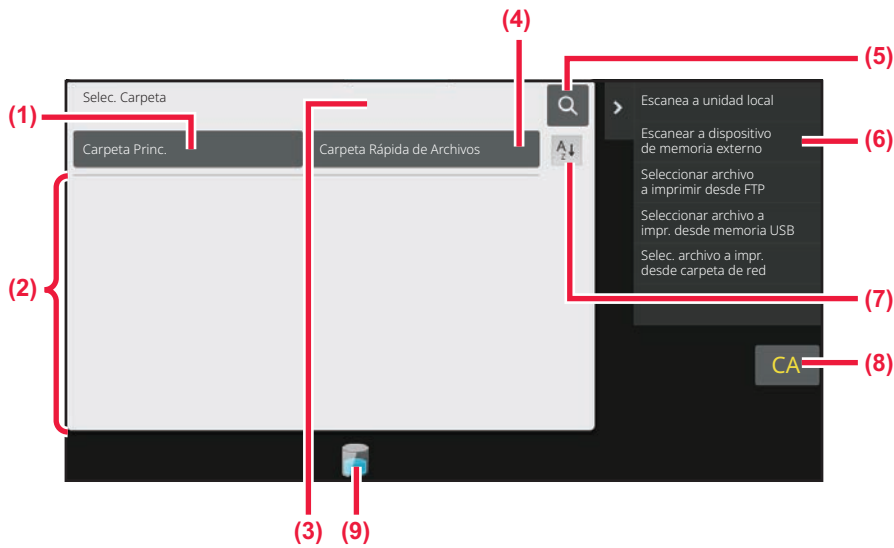 (4)
(5)
(1)
Selec. Carpeta
Escanea a unidad local
Carpeta Princ.
Carpeta Rápida de Archivos
A
Z
Escanear a dispositivo
de memoria externo
(6)
Seleccionar archivo
a imprimir desde FTP
Seleccionar archivo a
impr. desde memoria USB
(2)
Selec. archivo a impr.
desde carpeta de red
(7)
CA
(8)
(3)
(9)